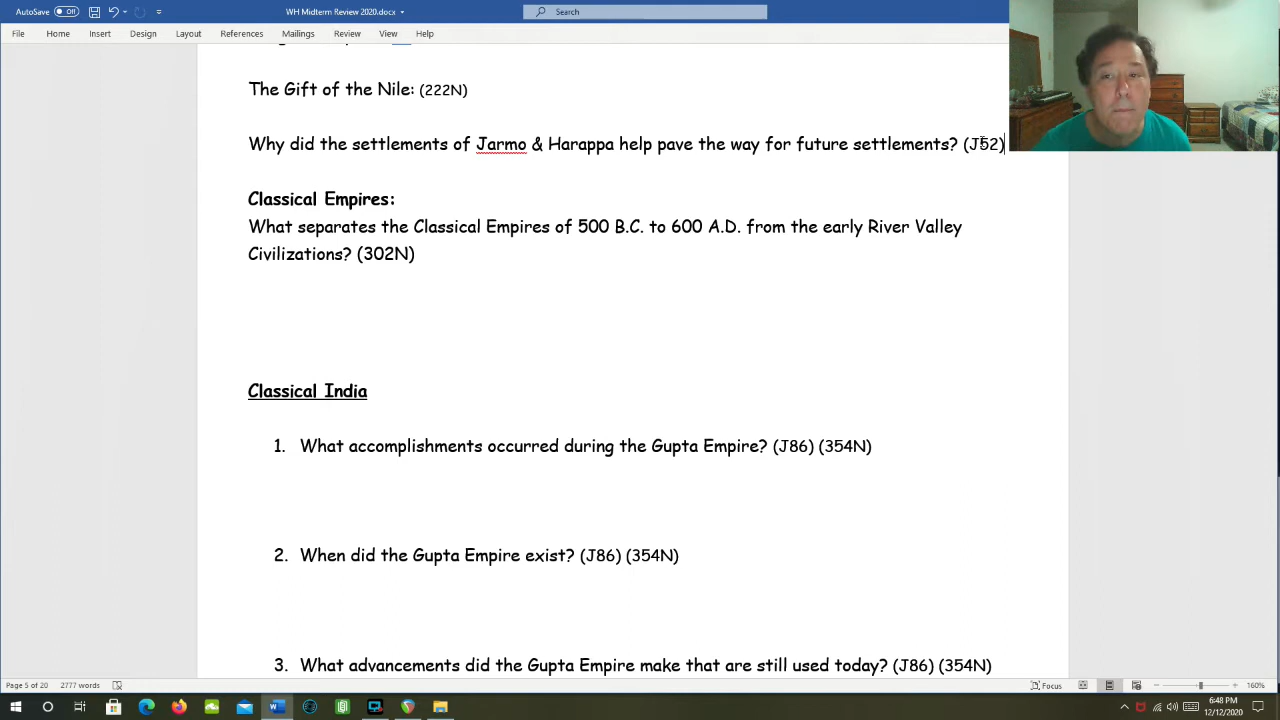 AutoSave Off WH Midterm Review 2020.docx Search
File Home Insert Design Layout References Mailings Review View Help
The Gift of the Nile: (222N)
Why did the settlements of Jarmo & Harappa help pave the way for future settlements? (J52)
Classical Empires:
What separates the Classical Empires of 500 B.C. to 600 A.D. from the early River Valley
Civilizations? (302N)
Classical India
1. What accomplishments occurred during the Gupta Empire? (J86) (354N)
2. When did the Gupta Empire exist? (J86) (354N)
3. What advancements did the Gupta Empire make that are still used today? (J86) (354N)
Page 5 of 20 2777 words Focus 160%
6:48 PM
12/12/2020